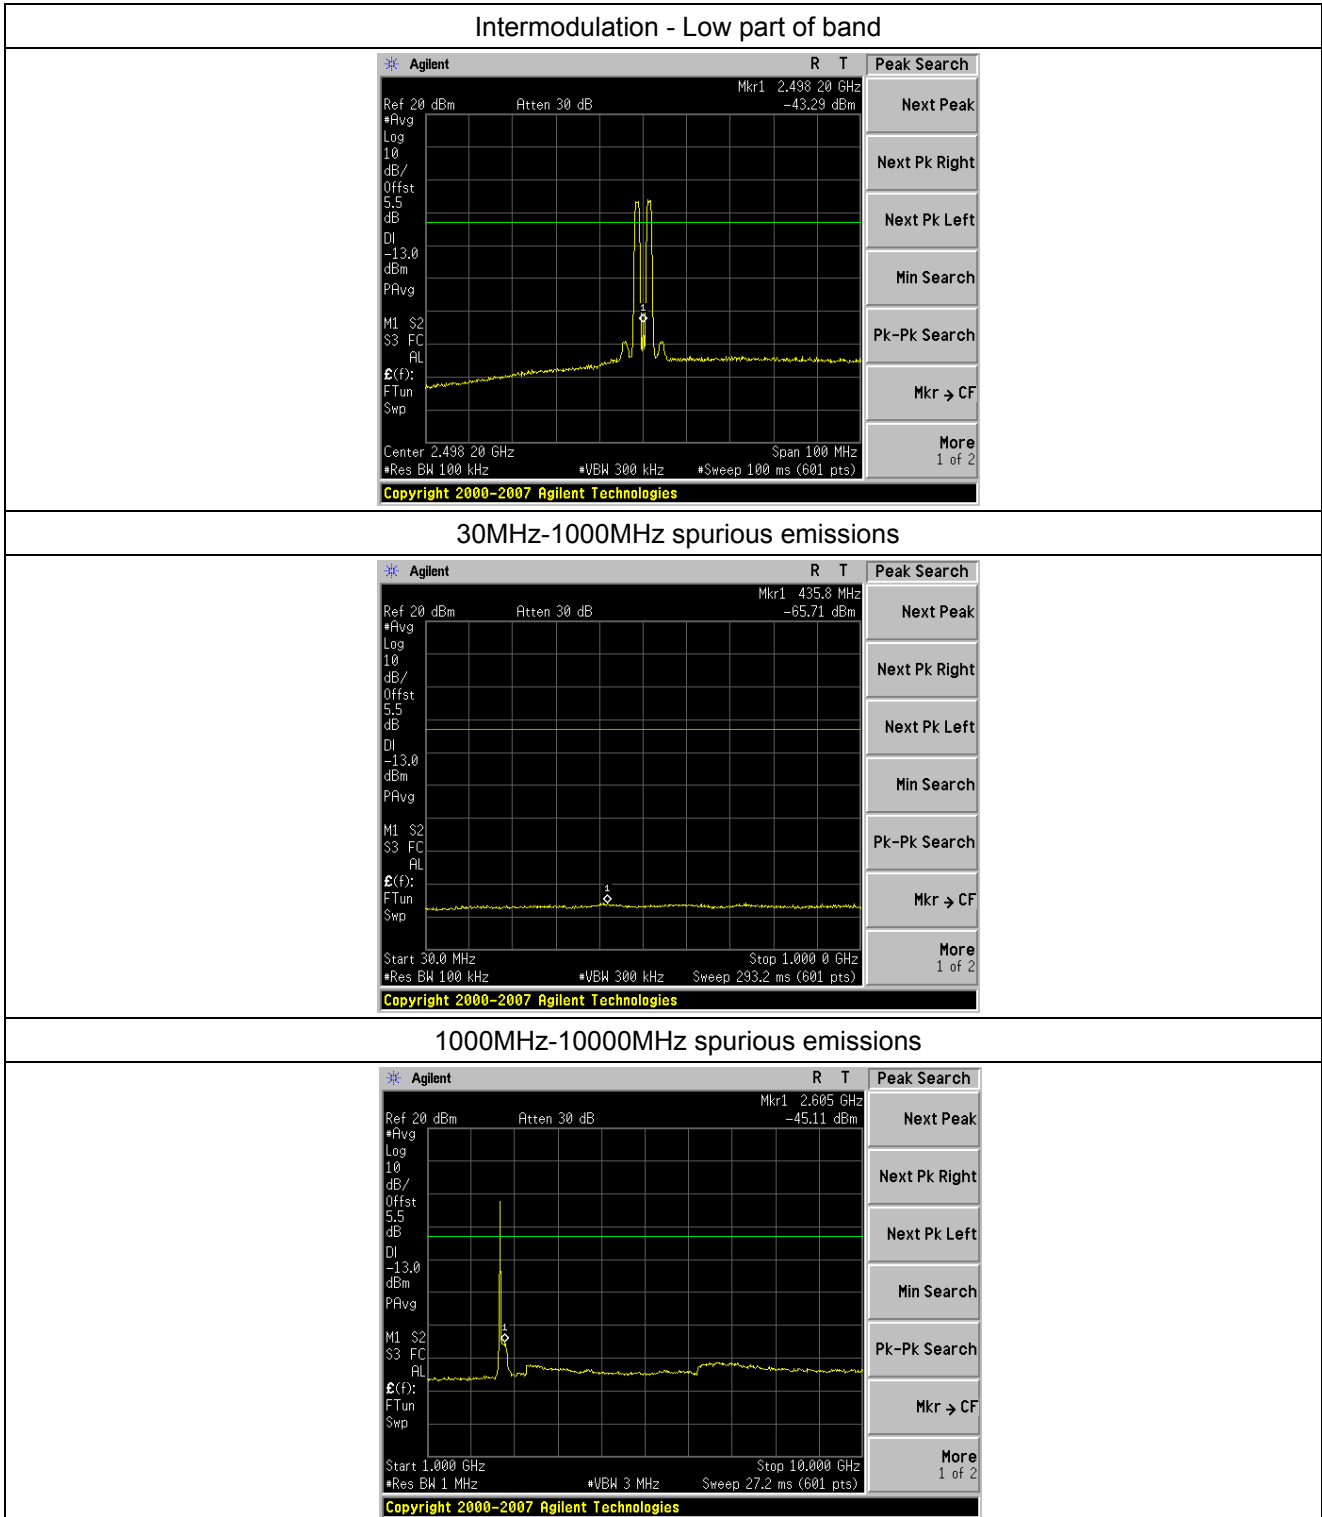 Intermodulation - Low part of band
Agilent R T Peak Search
Mkr1 2.498 20 GHz
Ref 20 dBm Atten 30 dB -43.29 dBm
#Avg
Log
10
dB/
Offst
5.5
dB
DI
-13.0
dBm
PAvg
M1 S2
S3 FC
AL
£(f):
FTun
Swp
1
Center 2.498 20 GHz Span 100 MHz
#Res BW 100 kHz #VBW 300 kHz #Sweep 100 ms (601 pts)
Copyright 2000-2007 Agilent Technologies
Next Peak
Next Pk Right
Next Pk Left
Min Search
Pk-Pk Search
Mkr → CF
More
1 of 2
30MHz-1000MHz spurious emissions
Agilent R T Peak Search
Mkr1 435.8 MHz
Ref 20 dBm Atten 30 dB -65.71 dBm
#Avg
Log
10
dB/
Offst
5.5
dB
DI
-13.0
dBm
PAvg
M1 S2
S3 FC
AL
£(f):
FTun
Swp
1
Start 30.0 MHz Stop 1.000 0 GHz
#Res BW 100 kHz #VBW 300 kHz Sweep 293.2 ms (601 pts)
Copyright 2000-2007 Agilent Technologies
Next Peak
Next Pk Right
Next Pk Left
Min Search
Pk-Pk Search
Mkr → CF
More
1 of 2
1000MHz-10000MHz spurious emissions
Agilent R T Peak Search
Mkr1 2.605 GHz
Ref 20 dBm Atten 30 dB -45.11 dBm
#Avg
Log
10
dB/
Offst
5.5
dB
DI
-13.0
dBm
PAvg
M1 S2
S3 FC
AL
£(f):
FTun
Swp
1
Start 1.000 GHz Stop 10.000 GHz
#Res BW 1 MHz #VBW 3 MHz Sweep 27.2 ms (601 pts)
Copyright 2000-2007 Agilent Technologies
Next Peak
Next Pk Right
Next Pk Left
Min Search
Pk-Pk Search
Mkr → CF
More
1 of 2